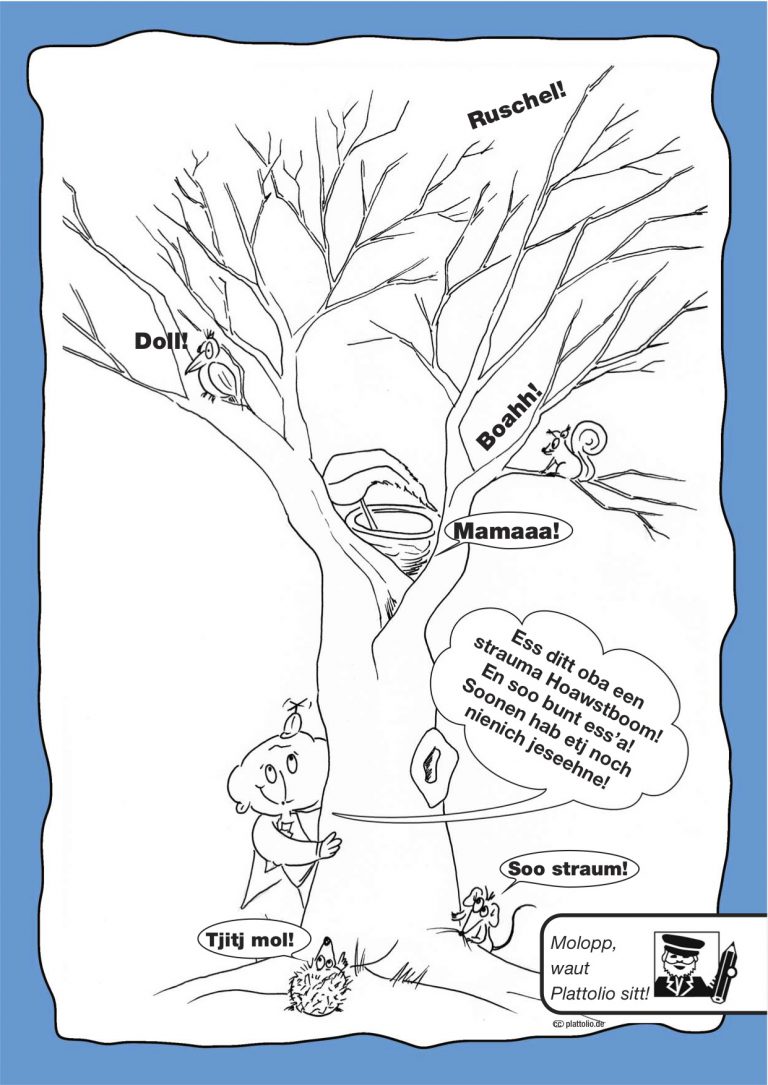 Ruschel!
Doll!
Boahh!
Mamaaa!
Ess ditt oba een
strauma Hoawstboom!
En soo bunt ess'a!
Soonen hab etj noch
nienich jeseehne!
Soo straum!
Tjitj mol!
Molopp,
waut
Plattolio sitt!
cc plattolio.de